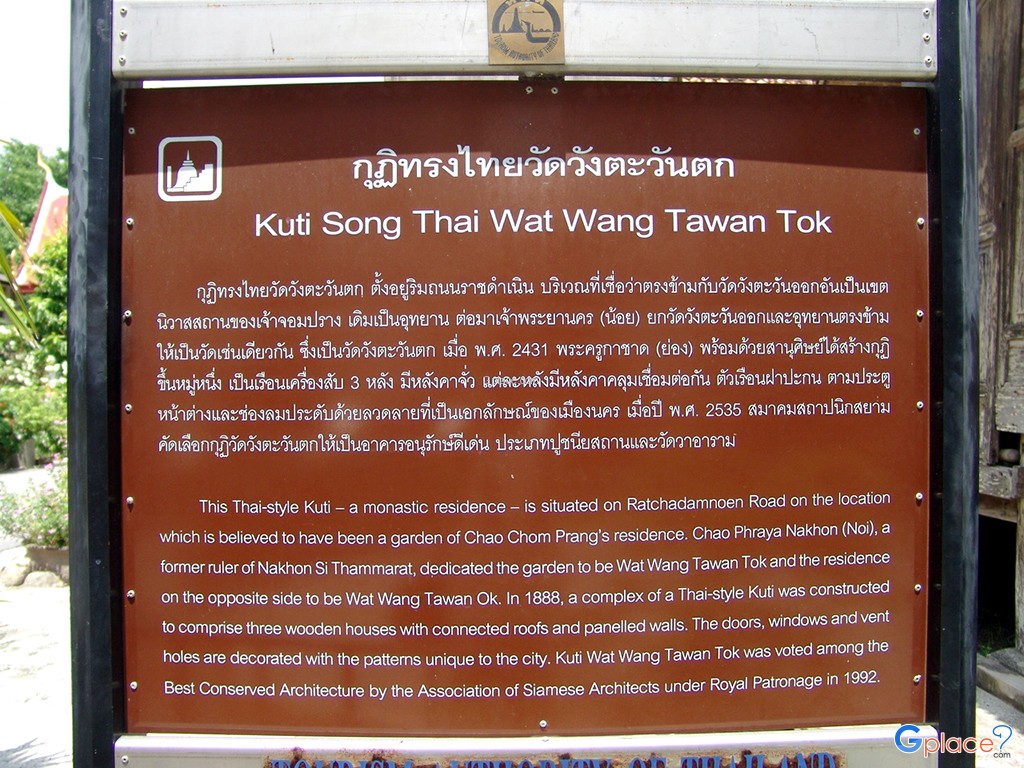 TOURISM AUTHORITY OF THAILAND
กุฏิทรงไทยวัดวังตะวันตก
Kuti Song Thai Wat Wang Tawan Tok
กุฏิทรงไทยวัดวังตะวันตก ตั้งอยู่ริมถนนราชดำเนิน บริเวณที่เชื่อว่าตรงข้ามกับวัดวังตะวันออกอันเป็นเขต
นิวาสสถานของเจ้าจอมปราง เดิมเป็นอุทยาน ต่อมาเจ้าพระยานคร (น้อย) ยกวัดวังตะวันออกและอุทยานตรงข้าม
ให้เป็นวัดเช่นเดียวกัน ซึ่งเป็นวัดวังตะวันตก เมื่อ พ.ศ. 2431 พระครูกาชาด (ย่อง) พร้อมด้วยสานุศิษย์ได้สร้างกุฏิ
ขึ้นหมู่หนึ่ง เป็นเรือนเครื่องสับ 3 หลัง มีหลังคาจั่ว แต่ละหลังมีหลังคาคลุมเชื่อมต่อกัน ตัวเรือนฝาปะกน ตามประตู
หน้าต่างและช่องลมประดับด้วยลวดลายที่เป็นเอกลักษณ์ของเมืองนคร เมื่อปี พ.ศ. 2535 สมาคมสถาปนิกสยาม
คัดเลือกกุฏิวัดวังตะวันตกให้เป็นอาคารอนุรักษ์ดีเด่น ประเภทปูชนียสถานและวัดวาอาราม
This Thai-style Kuti – a monastic residence – is situated on Ratchadamnoen Road on the location
which is believed to have been a garden of Chao Chom Prang's residence. Chao Phraya Nakhon (Noi), a
former ruler of Nakhon Si Thammarat, dedicated the garden to be Wat Wang Tawan Tok and the residence
on the opposite side to be Wat Wang Tawan Ok. In 1888, a complex of a Thai-style Kuti was constructed
to comprise three wooden houses with connected roofs and panelled walls. The doors, windows and vent
holes are decorated with the patterns unique to the city. Kuti Wat Wang Tawan Tok was voted among the
Best Conserved Architecture by the Association of Siamese Architects under Royal Patronage in 1992.
Gplace?.com
TOURISM AUTHORITY OF THAILAND